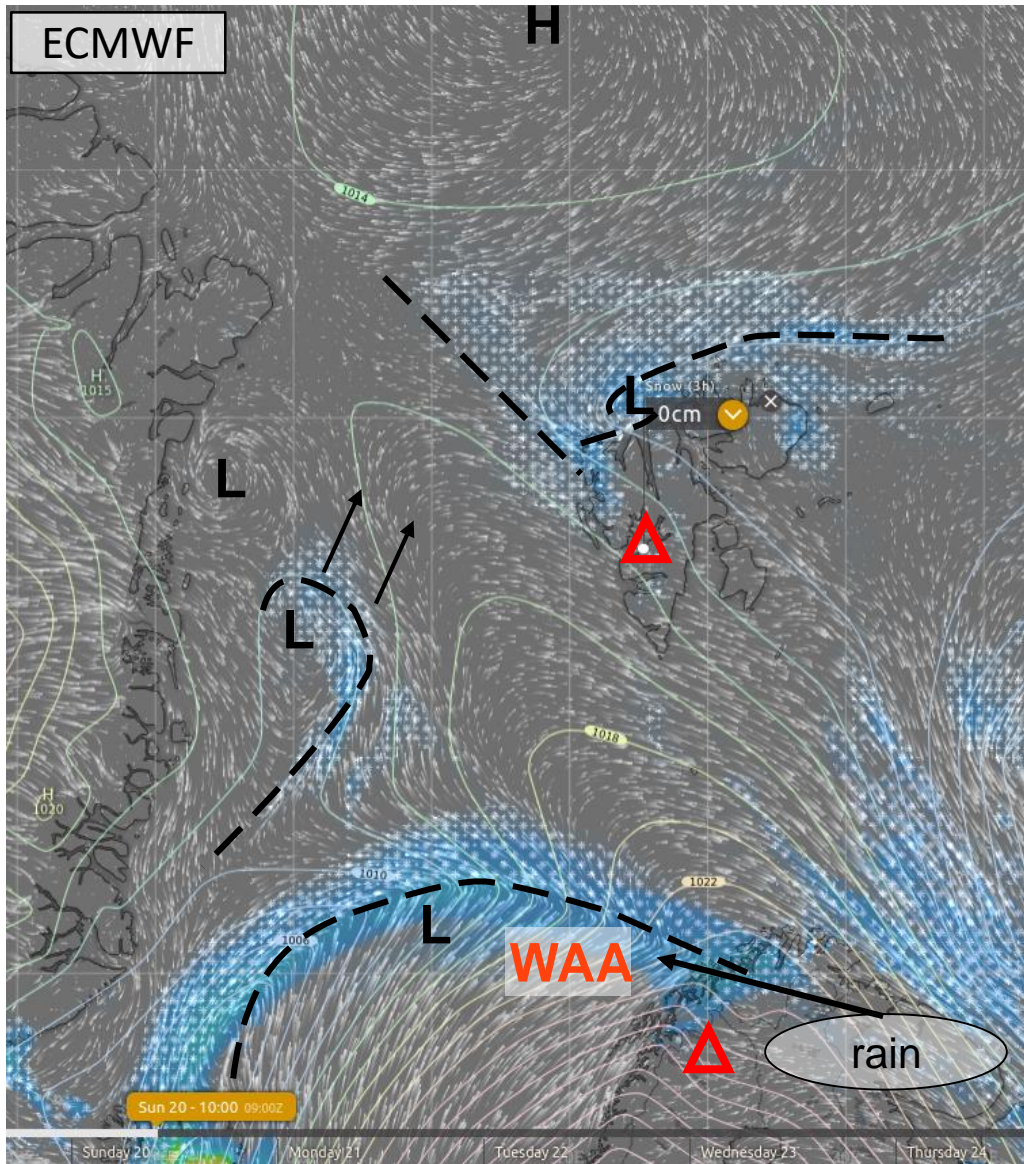 ECMWF
H
1014
H
1015
Snow (3h)
L
0cm
L
L
1018
H
1020
1010
1022
L
1006
WAA
rain
Sun 20 - 10:00 09:00Z
Sunday 20
Monday 21
Tuesday 22
Wednesday 23
Thursday 24